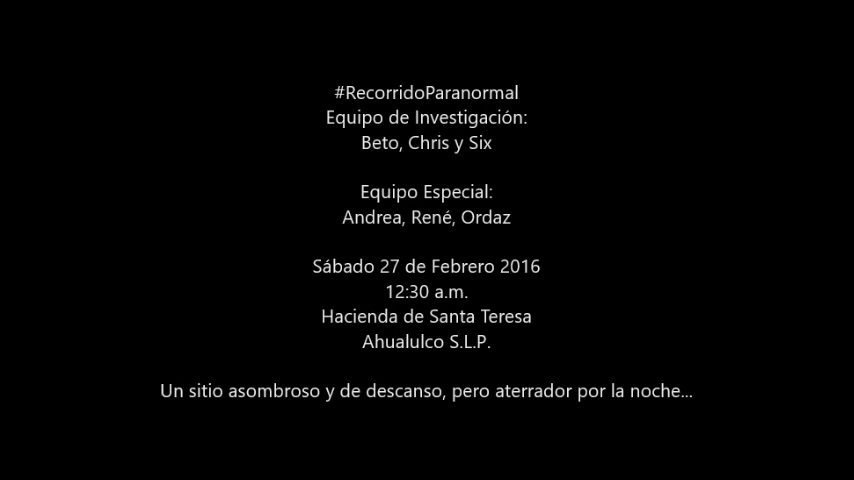 #RecorridoParanormal
Equipo de Investigación:
Beto, Chris y Six
Equipo Especial:
Andrea, René, Ordaz
Sábado 27 de Febrero 2016
12:30 a.m.
Hacienda de Santa Teresa
Ahualulco S.L.P.
Un sitio asombroso y de descanso, pero aterrador por la noche...